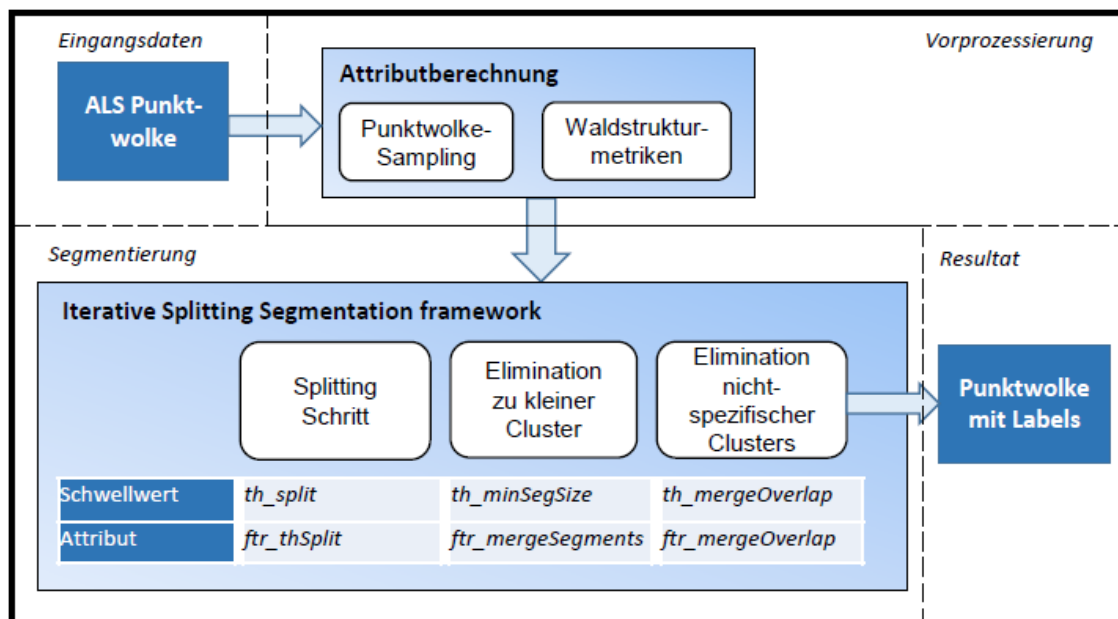 Eingangsdaten
Vorprozessierung
ALS Punkt-
wolke
Attributberechnung
Punktwolke-
Sampling
Waldstruktur-
metriken
Segmentierung
Resultat
Iterative Splitting Segmentation framework
Splitting
Schritt
Elimination
zu kleiner
Cluster
Elimination
nicht-
spezifischer
Clusters
Punktwolke
mit Labels
Schwellwert th_split th_minSegSize th_mergeOverlap
Attribut ftr_thSplit ftr_mergeSegments ftr_mergeOverlap